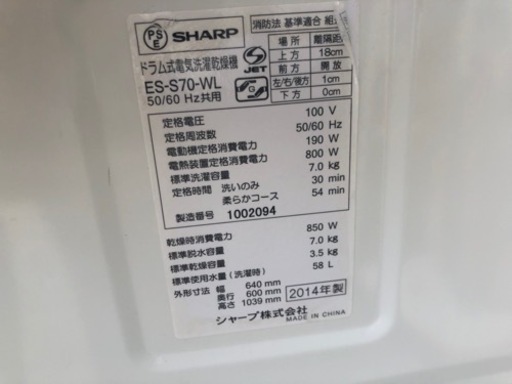 PS
E
SHARP
ドラム式電気洗濯乾燥機
ES-S70-WL
50/60 Hz共用
JET
消防法 基準適合 組
場所 離隔距
上方 18cm
前方 開放
左/右/後方 1cm
下方 0cm
定格電圧 100 V
定格周波数 50/60 Hz
電動機定格消費電力 190 W
電熱装置定格消費電力 800 W
標準洗濯容量 7.0 kg
定格時間 洗いのみ 30 min
柔らかコース 54 min
製造番号 1002094
乾燥時消費電力 850 W
標準脱水容量 7.0 kg
標準乾燥容量 3.5 kg
標準使用水量(洗濯時) 58 L
外形寸法 幅 640 mm
奥行 600 mm
高さ 1039 mm
2014年製
シャープ株式会社
MADE IN CHINA